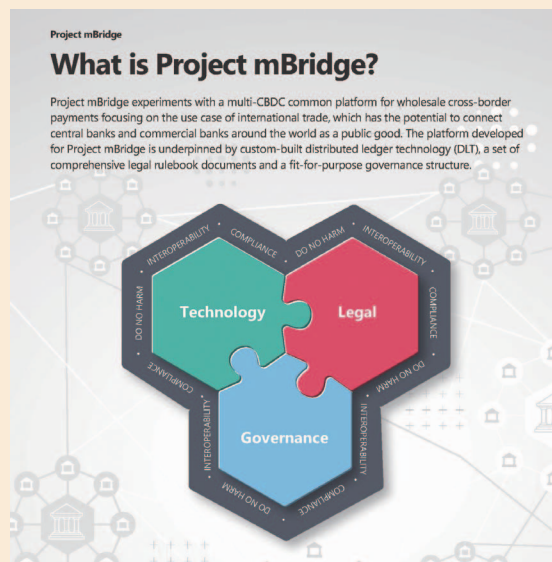 Project mBridge
What is Project mBridge?
Project mBridge experiments with a multi-CBDC common platform for wholesale cross-border
payments focusing on the use case of international trade, which has the potential to connect
central banks and commercial banks around the world as a public good. The platform developed
for Project mBridge is underpinned by custom-built distributed ledger technology (DLT), a set of
comprehensive legal rulebook documents and a fit-for-purpose governance structure.
DO NO HARM • INTEROPERABILITY • COMPLIANCE • DO NO HARM • INTEROPERABILITY • COMPLIANCE • DO NO HARM • INTEROPERABILITY • COMPLIANCE • DO NO HARM • INTEROPERABILITY • COMPLIANCE
Technology
Legal
Governance